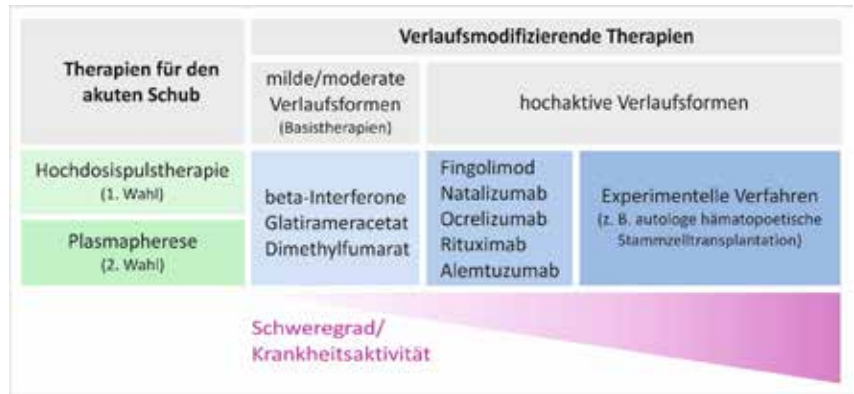 Therapien für den
akuten Schub
Verlaufsmodifizierende Therapien
milde/moderate
Verlaufsformen
(Basistherapien)
hochaktive Verlaufsformen
Hochdosispulstherapie
(1. Wahl)
Plasmapherese
(2. Wahl)
beta-Interferone
Glatirameracetat
Dimethylfumarat
Fingolimod
Natalizumab
Ocrelizumab
Rituximab
Alemtuzumab
Experimentelle Verfahren
(z. B. autologe hämatopoetische
Stammzelltransplantation)
Schweregrad/
Krankheitsaktivität